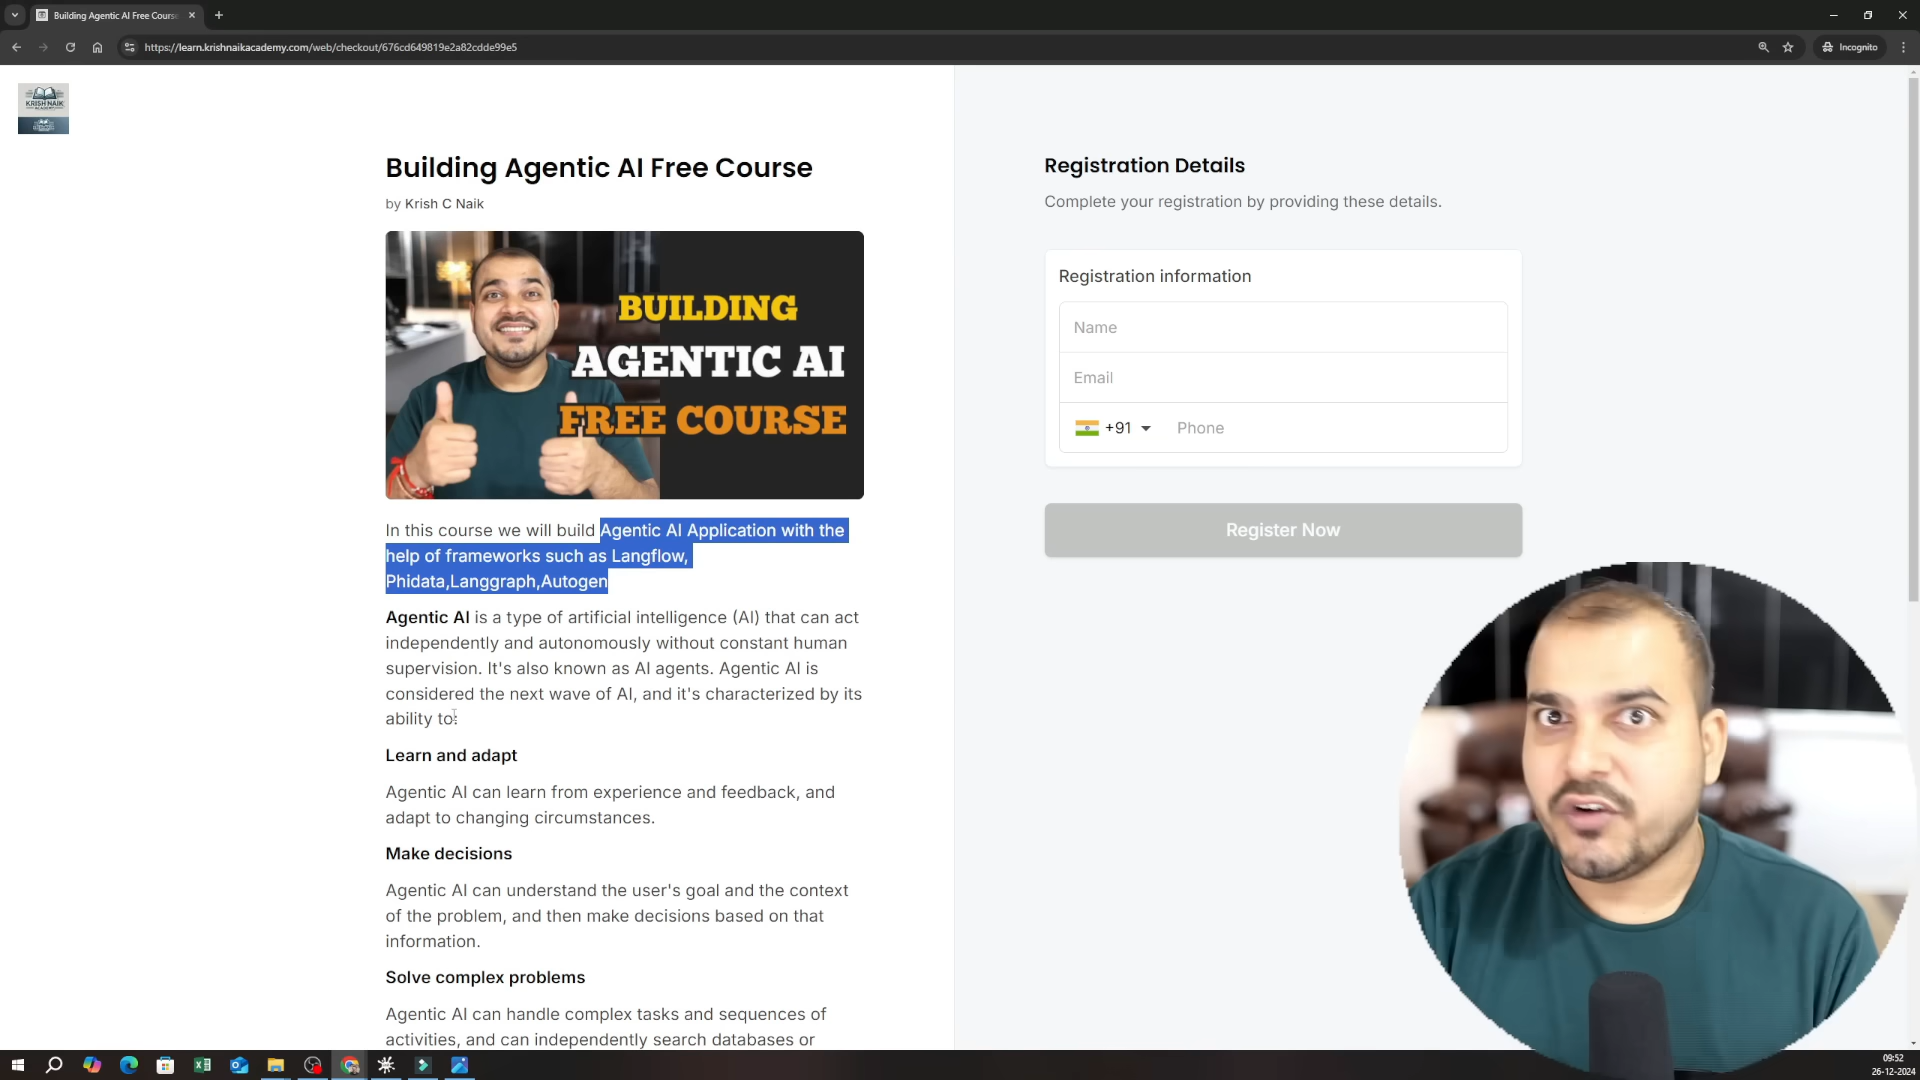 Building Agentic AI Free Course
https://learn.krishnaikacademy.com/web/checkout/676cd649819e2a82cdde99e5
Incognito
KRISH NAIK
ACADEMY
Building Agentic AI Free Course
by Krish C Naik
BUILDING
AGENTIC AI
FREE COURSE
In this course we will build Agentic AI Application with the
help of frameworks such as Langflow,
Phidata,Langgraph,Autogen
Agentic AI is a type of artificial intelligence (AI) that can act
independently and autonomously without constant human
supervision. It's also known as AI agents. Agentic AI is
considered the next wave of AI, and it's characterized by its
ability to:
Learn and adapt
Agentic AI can learn from experience and feedback, and
adapt to changing circumstances.
Make decisions
Agentic AI can understand the user's goal and the context
of the problem, and then make decisions based on that
information.
Solve complex problems
Agentic AI can handle complex tasks and sequences of
activities, and can independently search databases or
Registration Details
Complete your registration by providing these details.
Registration information
Name
Email
+91
Phone
Register Now
09:52
26-12-2024